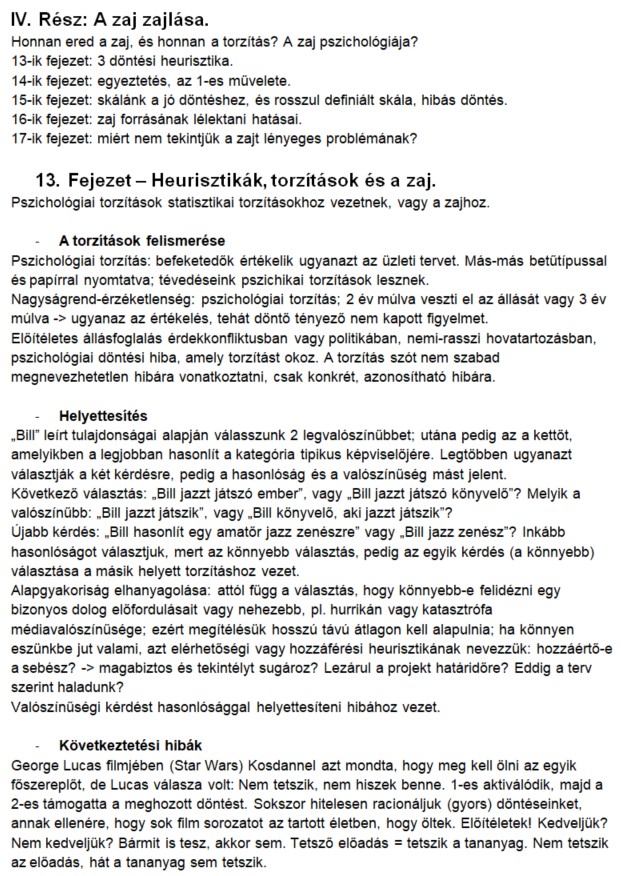 IV. Rész: A zaj zajlása.
Honnan ered a zaj, és honnan a torzítás? A zaj pszichológiája?
13-ik fejezet: 3 döntési heurisztika.
14-ik fejezet: egyeztetés, az 1-es művelete.
15-ik fejezet: skálánk a jó döntéshez, és rosszul definiált skála, hibás döntés.
16-ik fejezet: zaj forrásának lélektani hatásai.
17-ik fejezet: miért nem tekintjük a zajt lényeges problémának?
13. Fejezet – Heurisztikák, torzítások és a zaj.
Pszichológiai torzítások statisztikai torzításokhoz vezetnek, vagy a zajhoz.
- A torzítások felismerése
Pszichológiai torzítás: befeketedők értékelik ugyanazt az üzleti tervet. Más-más betűtípussal
és papírral nyomtatva; tévedéseink pszichikai torzítások lesznek.
Nagyságrend-érzéketlenség: pszichológiai torzítás; 2 év múlva veszti el az állását vagy 3 év
múlva -> ugyanaz az értékelés, tehát döntő tényező nem kapott figyelmet.
Előítéletes állásfoglalás érdekkonfliktusban vagy politikában, nemi-rasszi hovatartozásban,
pszichológiai döntési hiba, amely torzítást okoz. A torzítás szót nem szabad
megnevezhetetlen hibára vonatkoztatni, csak konkrét, azonosítható hibára.
- Helyettesítés
„Bill” leírt tulajdonságai alapján válasszunk 2 legvalószínűbbet; utána pedig az a kettőt,
amelyikben a legjobban hasonlít a kategória tipikus képviselőjére. Legtöbben ugyanazt
választják a két kérdésre, pedig a hasonlóság és a valószínűség mást jelent.
Következő választás: „Bill jazzt játszó ember”, vagy „Bill jazzt játszó könyvelő”? Melyik a
valószínűbb: „Bill jazzt játszik”, vagy „Bill könyvelő, aki jazzt játszik”?
Újabb kérdés: „Bill hasonlít egy amatőr jazz zenészre” vagy „Bill jazz zenész”? Inkább
hasonlóságot választjuk, mert az könnyebb választás, pedig az egyik kérdés (a könnyebb)
választása a másik helyett torzításhoz vezet.
Alapgyakoriság elhanyagolása: attól függ a választás, hogy könnyebb-e felidézni egy
bizonyos dolog előfordulásait vagy nehezebb, pl. hurrikán vagy katasztrófa
médiavalószínűsége; ezért megítélésük hosszú távú átlagon kell alapulnia; ha könnyen
eszünkbe jut valami, azt elérhetőségi vagy hozzáférési heurisztikának nevezzük: hozzáértő-e
a sebész? -> magabiztos és tekintélyt sugároz? Lezárul a projekt határidőre? Eddig a terv
szerint haladunk?
Valószínűségi kérdést hasonlósággal helyettesíteni hibához vezet.
- Következtetési hibák
George Lucas filmjében (Star Wars) Kosdannel azt mondta, hogy meg kell ölni az egyik
főszereplőt, de Lucas válasza volt: Nem tetszik, nem hiszek benne. 1-es aktiválódik, majd a
2-es támogatta a meghozott döntést. Sokszor hitelesen racionáljuk (gyors) döntéseinket,
annak ellenére, hogy sok film sorozatot az tartott életben, hogy öltek. Előítéletek! Kedveljük?
Nem kedveljük? Bármit is tesz, akkor sem. Tetsző előadás = tetszik a tananyag. Nem tetszik
az előadás, hát a tananyag sem tetszik.